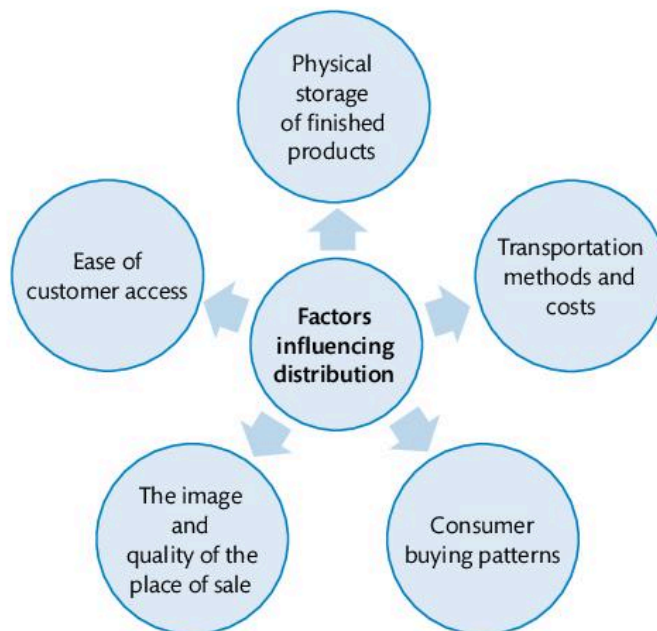 Physical
storage
of finished
products
Transportation
methods and
costs
Consumer
buying patterns
The image
and
quality of the
place of sale
Ease of
customer access
Factors
influencing
distribution